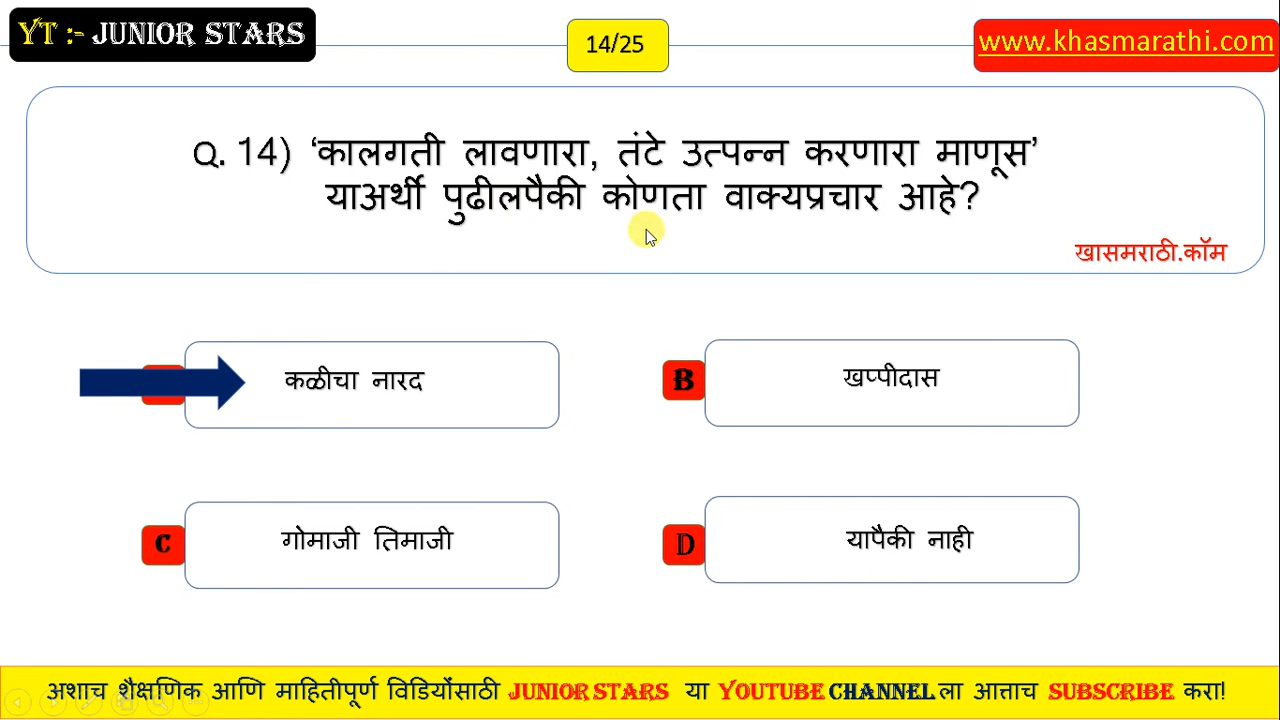 YT :- JUNIOR STARS
14/25
www.khasmarathi.com
Q. 14) ‘कालगती लावणारा, तंटे उत्पन्न करणारा माणूस’
याअर्थी पुढीलपैकी कोणता वाक्यप्रचार आहे?
खासमराठी.कॉम
कळीचा नारद
B खप्पीदास
C गोमाजी तिमाजी
D यापैकी नाही
अशाच शैक्षणिक आणि माहितीपूर्ण विडियोंसाठी JUNIOR STARS या YOUTUBE CHANNEL ला आत्ताच SUBSCRIBE करा!